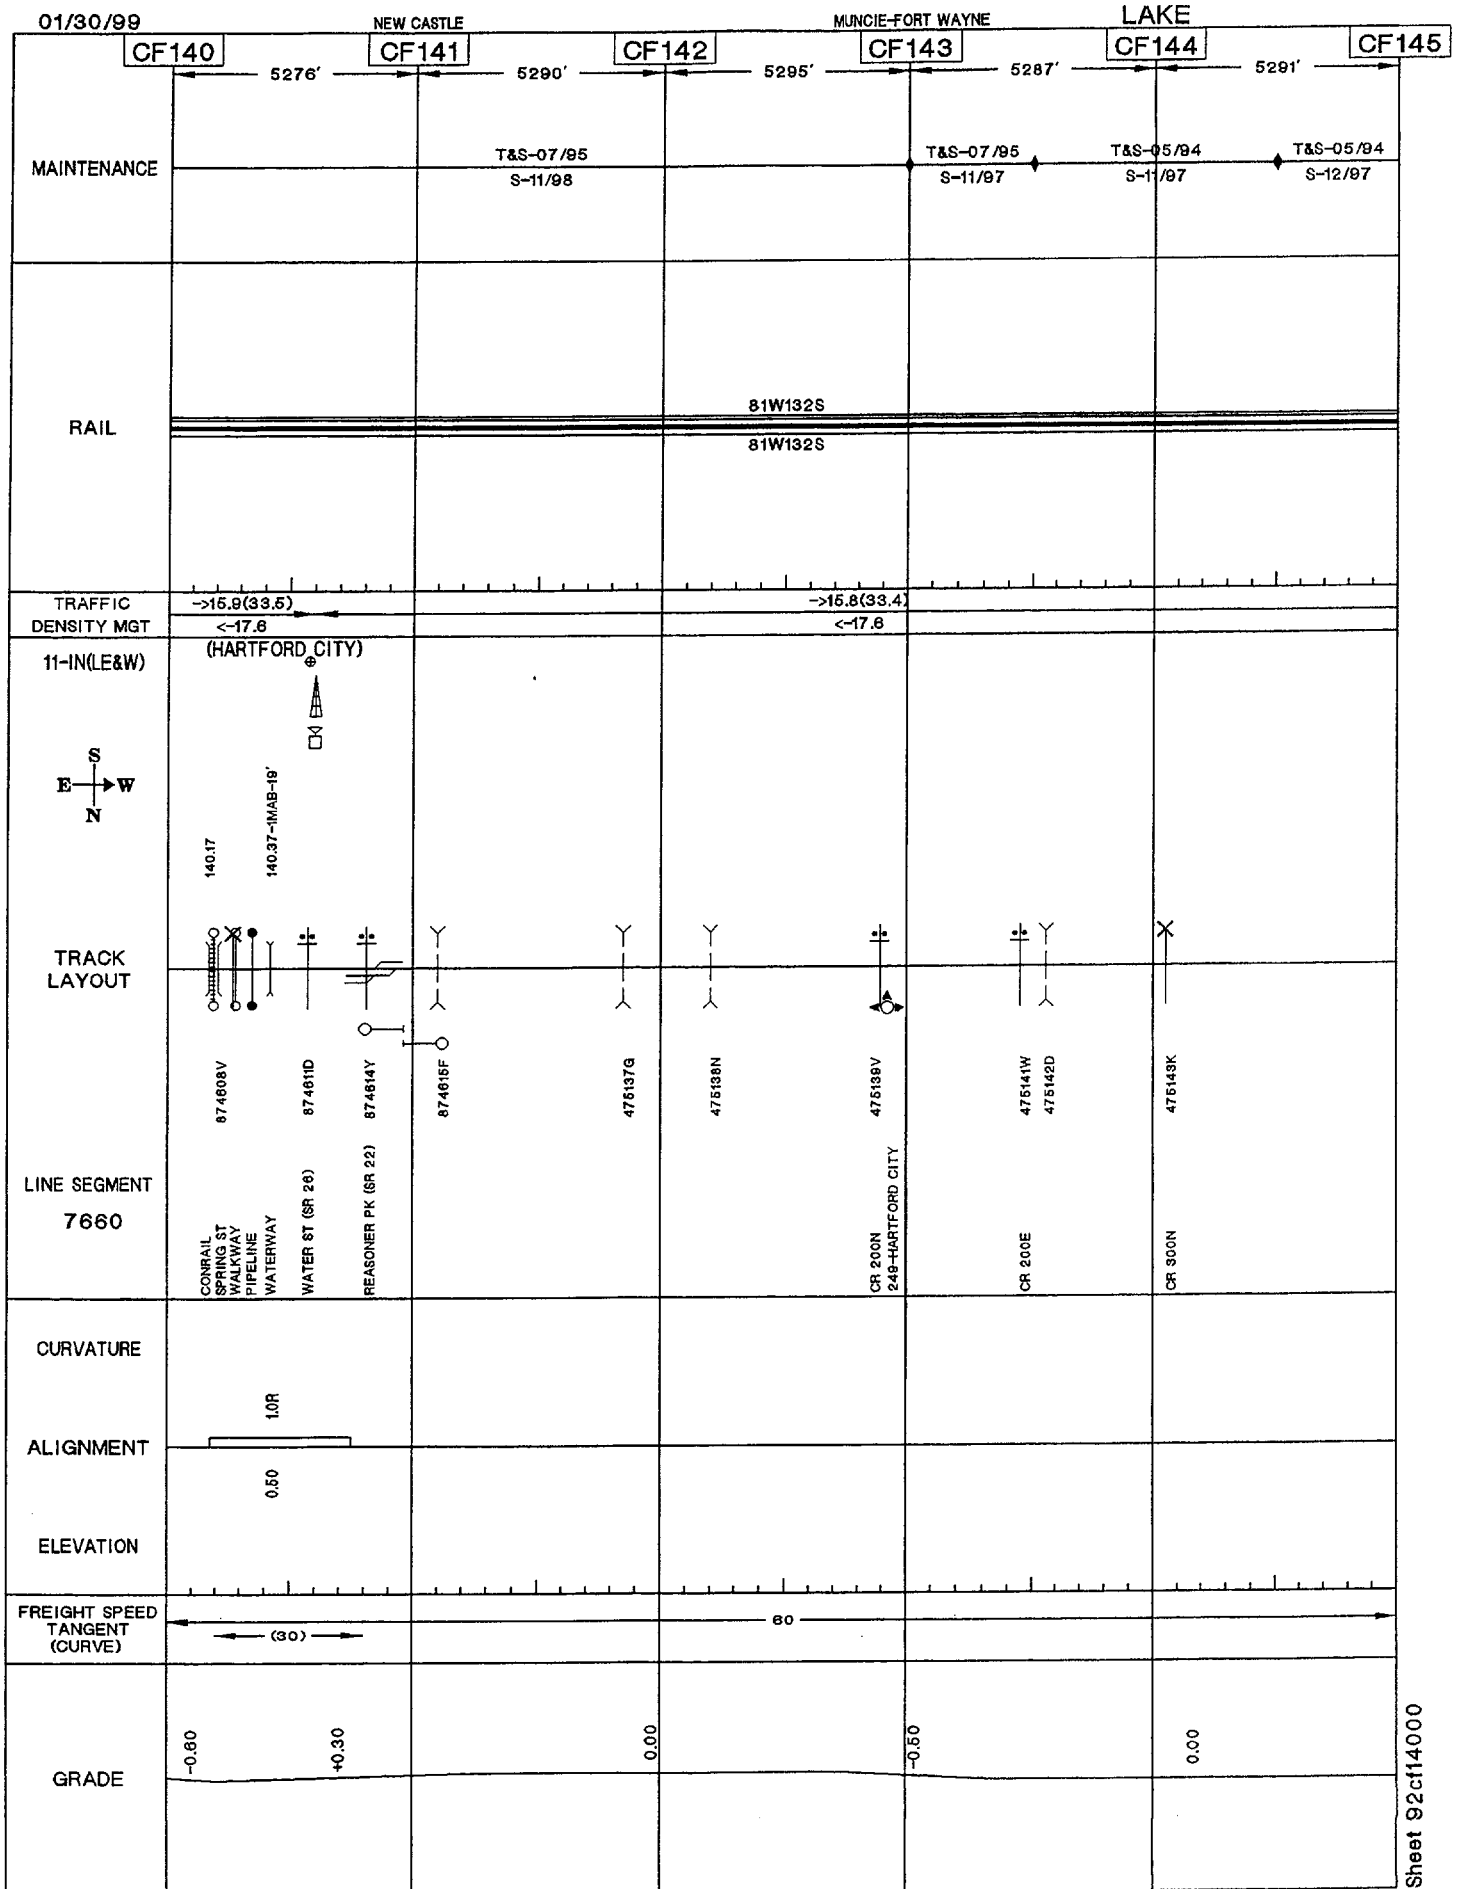 01/30/99 NEW CASTLE MUNCIE-FORT WAYNE LAKE
CF140 CF141 CF142 CF143 CF144 CF145
5276' 5290' 5295' 5287' 5291'
MAINTENANCE
T&S-07/95 T&S-07/95 T&S-05/94 T&S-05/94
S-11/98 S-11/97 S-11/97 S-12/97
RAIL
81W132S
81W132S
TRAFFIC
DENSITY MGT
->15.9(33.5) ->15.8(33.4)
<-17.6 <-17.6
11-IN(LE&W)
(HARTFORD CITY)
S
E W
N
140.17
140.37-1MAB-19'
TRACK
LAYOUT
874608V
874611D
874614Y
874615F
475137G
475138N
475139V
475141W
475142D
475143K
LINE SEGMENT
7660
CONRAIL
SPRING ST
WALKWAY
PIPELINE
WATERWAY
WATER ST (SR 26)
REASONER PK (SR 22)
CR 200N
249-HARTFORD CITY
CR 200E
CR 300N
CURVATURE
1.0R
ALIGNMENT
0.50
ELEVATION
FREIGHT SPEED
TANGENT
(CURVE)
60
(30)
GRADE
-0.60
+0.30
0.00
-0.50
0.00
Sheet 92cf14000